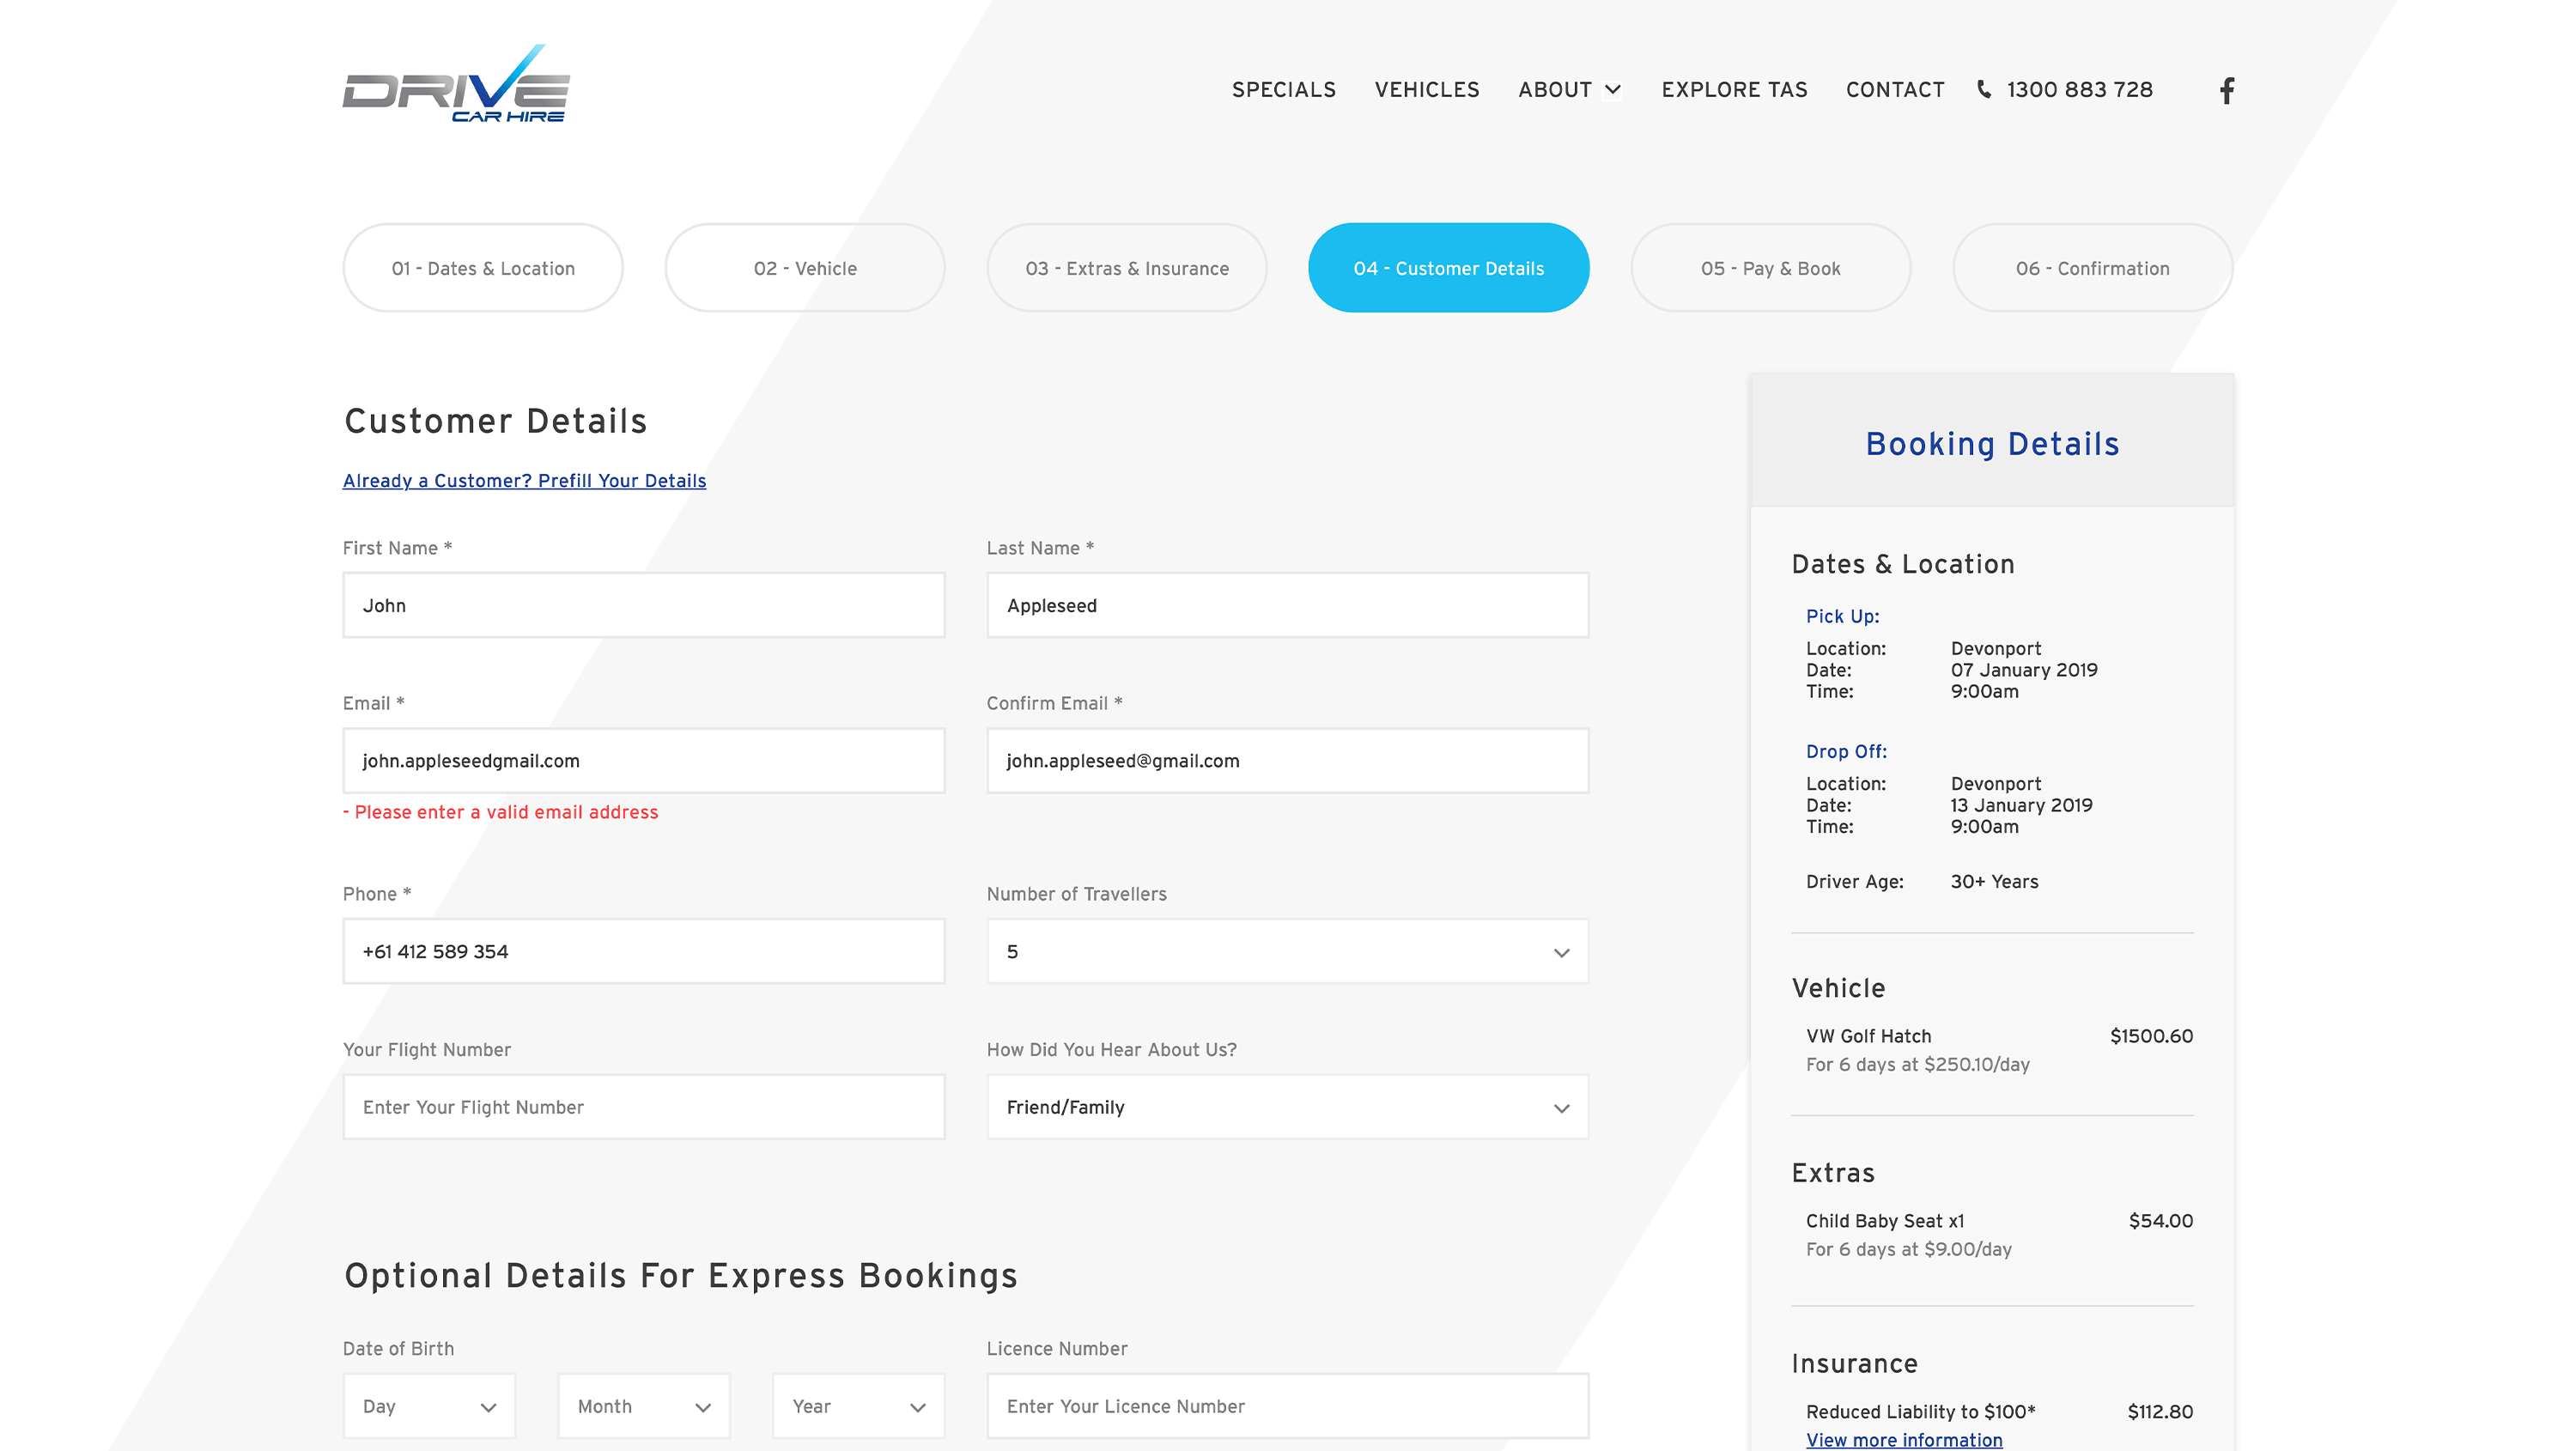 DRIVE
CAR HIRE
SPECIALS VEHICLES ABOUT EXPLORE TAS CONTACT 1300 883 728
01 - Dates & Location 02 - Vehicle 03 - Extras & Insurance 04 - Customer Details 05 - Pay & Book 06 - Confirmation
Customer Details
Already a Customer? Prefill Your Details
First Name * Last Name *
John Appleseed
Email * Confirm Email *
john.appleseedgmail.com john.appleseed@gmail.com
- Please enter a valid email address
Phone * Number of Travellers
+61 412 589 354 5
Your Flight Number How Did You Hear About Us?
Enter Your Flight Number Friend/Family
Optional Details For Express Bookings
Date of Birth Licence Number
Day Month Year Enter Your Licence Number
Booking Details
Dates & Location
Pick Up:
Location: Devonport
Date: 07 January 2019
Time: 9:00am
Drop Off:
Location: Devonport
Date: 13 January 2019
Time: 9:00am
Driver Age: 30+ Years
Vehicle
VW Golf Hatch $1500.60
For 6 days at $250.10/day
Extras
Child Baby Seat x1 $54.00
For 6 days at $9.00/day
Insurance
Reduced Liability to $100* $112.80
View more information